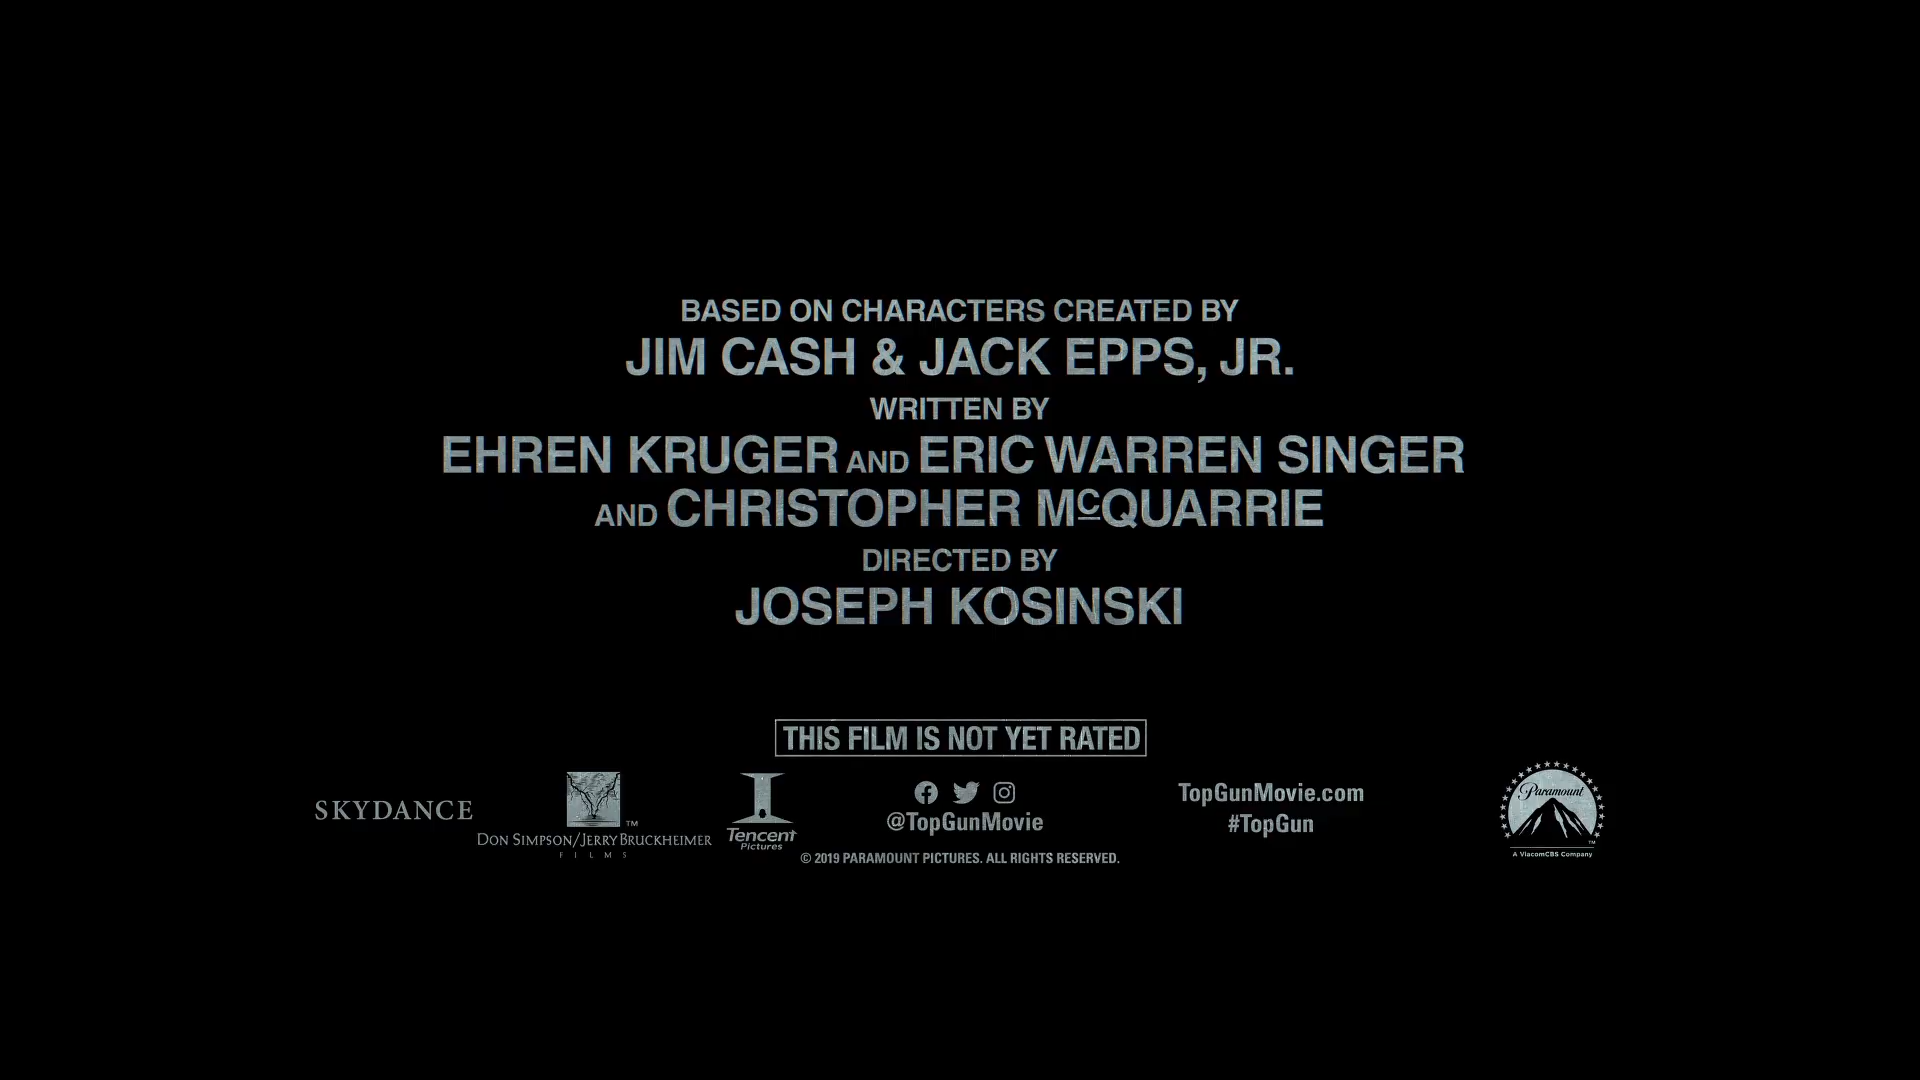 BASED ON CHARACTERS CREATED BY
JIM CASH & JACK EPPS, JR.
WRITTEN BY
EHREN KRUGER AND ERIC WARREN SINGER
AND CHRISTOPHER McQUARRIE
DIRECTED BY
JOSEPH KOSINSKI
THIS FILM IS NOT YET RATED
SKYDANCE
DON SIMPSON/JERRY BRUCKHEIMER
FILMS
TM
Tencent
Pictures
@TopGunMovie
© 2019 PARAMOUNT PICTURES. ALL RIGHTS RESERVED.
TopGunMovie.com
#TopGun
Paramount
TM
A ViacomCBS Company